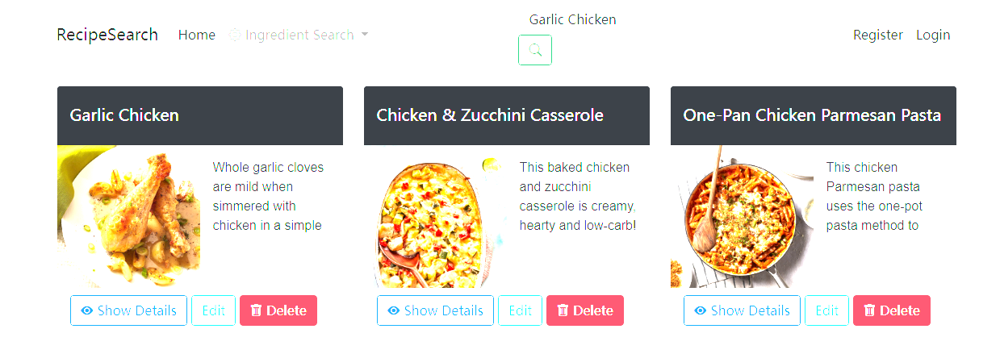 Garlic Chicken
RecipeSearch Home Ingredient Search Register Login
Garlic Chicken
Whole garlic cloves
are mild when
simmered with
chicken in a simple
Show Details Edit Delete
Chicken & Zucchini Casserole
This baked chicken
and zucchini
casserole is creamy,
hearty and low-carb!
Show Details Edit Delete
One-Pan Chicken Parmesan Pasta
This chicken
Parmesan pasta
uses the one-pot
pasta method to
Show Details Edit Delete